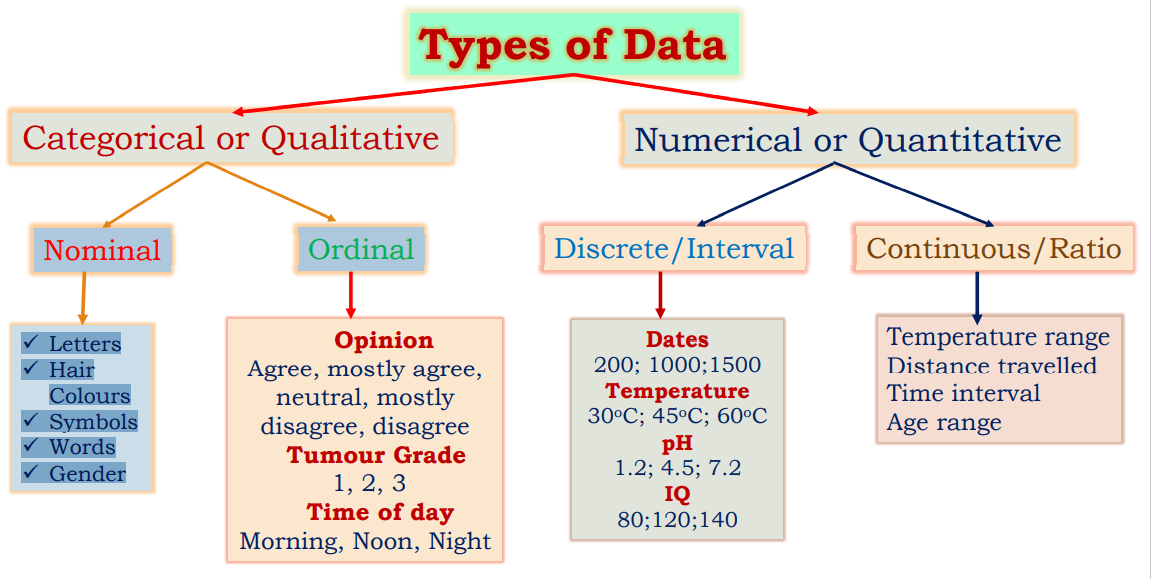 Types of Data
Categorical or Qualitative
Numerical or Quantitative
Nominal
Ordinal
Discrete/Interval
Continuous/Ratio
✓ Letters
✓ Hair
Colours
✓ Symbols
✓ Words
✓ Gender
Opinion
Agree, mostly agree,
neutral, mostly
disagree, disagree
Tumour Grade
1, 2, 3
Time of day
Morning, Noon, Night
Dates
200; 1000;1500
Temperature
30ºC; 45ºC; 60ºC
pH
1.2; 4.5; 7.2
IQ
80;120;140
Temperature range
Distance travelled
Time interval
Age range